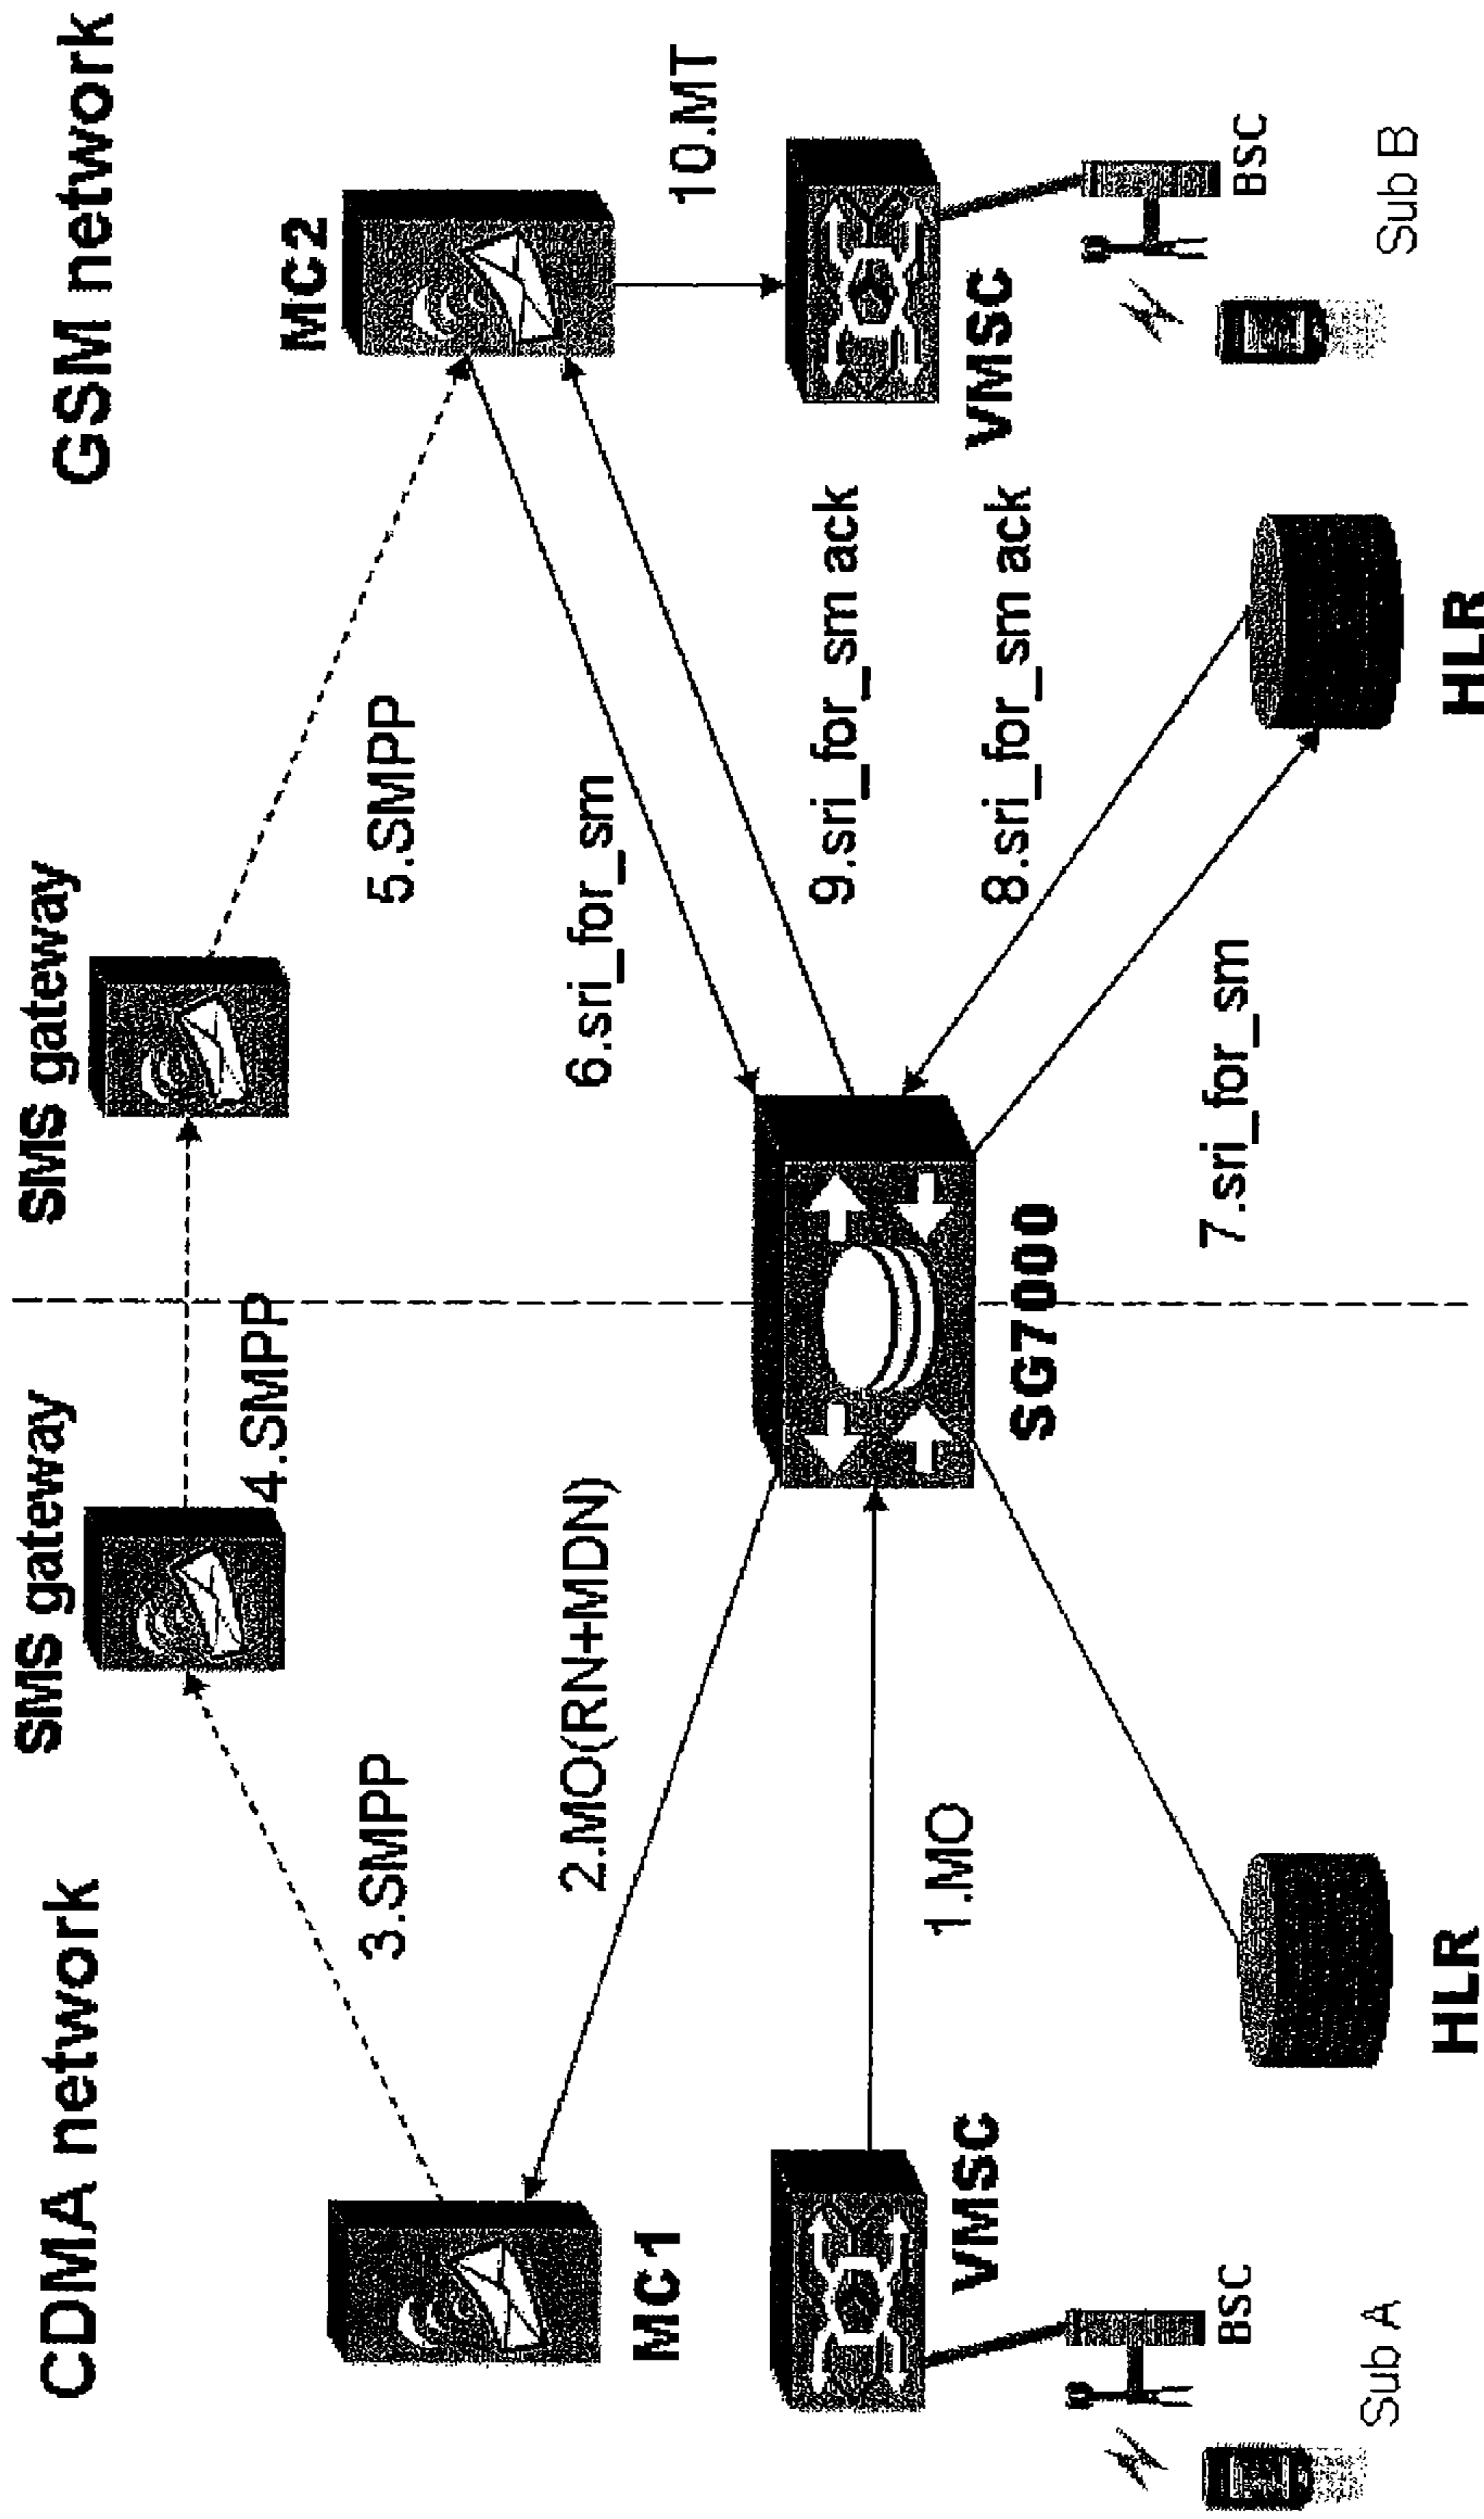 CDMA network
GSM network
SMS gateway
SMS gateway
3.SMPP
4.SMPP
5.SMPP
MC1
MC2
2.MO(RN+MDN)
6.sri_for_sm
10.MT
1.MO
9.sri_for_sm ack
VMSC
SG7000
8.sri_for_sm ack
VMSC
7.sri_for_sm
BSC
BSC
Sub A
HLR
HLR
Sub B